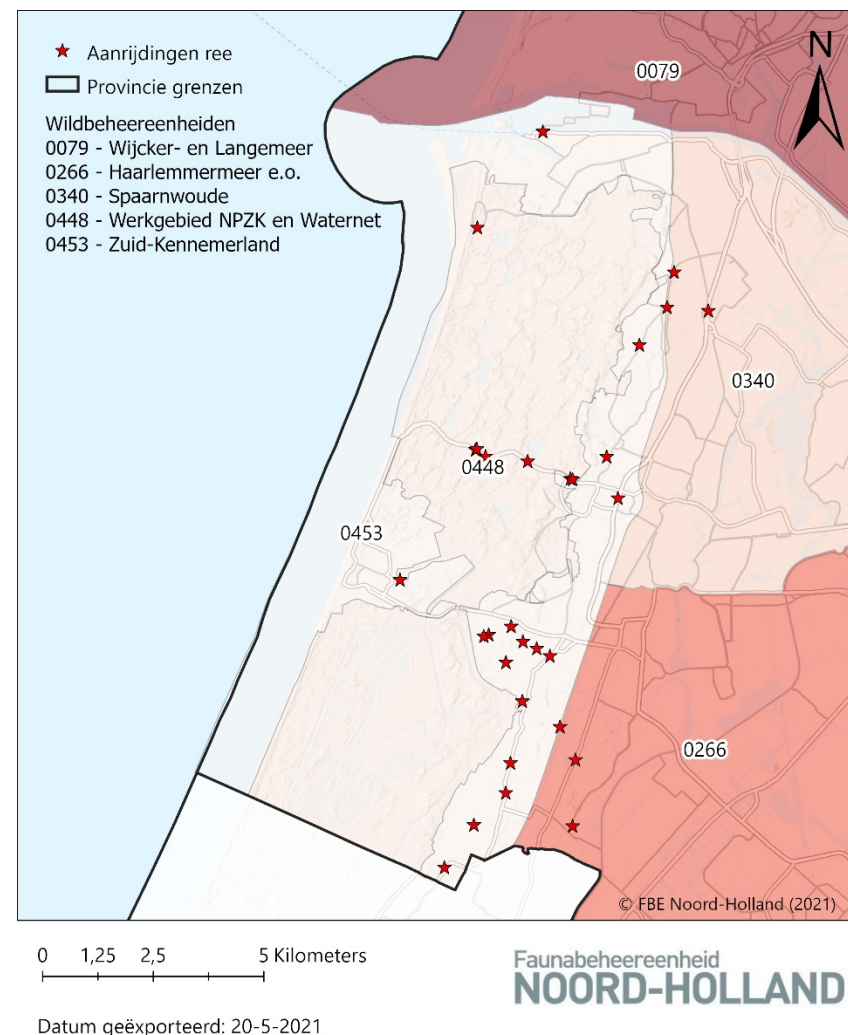 Aanrijdingen ree
Provincie grenzen
Wildbeheereenheiden
0079 - Wijcker- en Langemeer
0266 - Haarlemmermeer e.o.
0340 - Spaarnwoude
0448 - Werkgebied NPZK en Waternet
0453 - Zuid-Kennemerland
N
0079
0340
0448
0453
0266
© FBE Noord-Holland (2021)
0 1,25 2,5 5 Kilometers
Faunabeheereenheid
NOORD-HOLLAND
Datum geëxporteerd: 20-5-2021